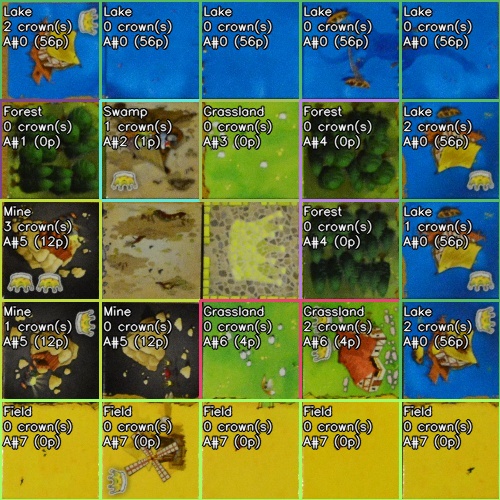 Lake
2 crown(s)
A#0 (56p)
Lake
0 crown(s)
A#0 (56p)
Lake
0 crown(s)
A#0 (56p)
Lake
0 crown(s)
A#0 (56p)
Lake
0 crown(s)
A#0 (56p)
Forest
0 crown(s)
A#1 (0p)
Swamp
1 crown(s)
A#2 (1p)
Grassland
0 crown(s)
A#3 (0p)
Forest
0 crown(s)
A#4 (0p)
Lake
2 crown(s)
A#0 (56p)
Mine
3 crown(s)
A#5 (12p)
Forest
0 crown(s)
A#4 (0p)
Lake
1 crown(s)
A#0 (56p)
Mine
1 crown(s)
A#5 (12p)
Mine
0 crown(s)
A#5 (12p)
Grassland
0 crown(s)
A#6 (4p)
Grassland
2 crown(s)
A#6 (4p)
Lake
2 crown(s)
A#0 (56p)
Field
0 crown(s)
A#7 (0p)
Field
0 crown(s)
A#7 (0p)
Field
0 crown(s)
A#7 (0p)
Field
0 crown(s)
A#7 (0p)
Field
0 crown(s)
A#7 (0p)